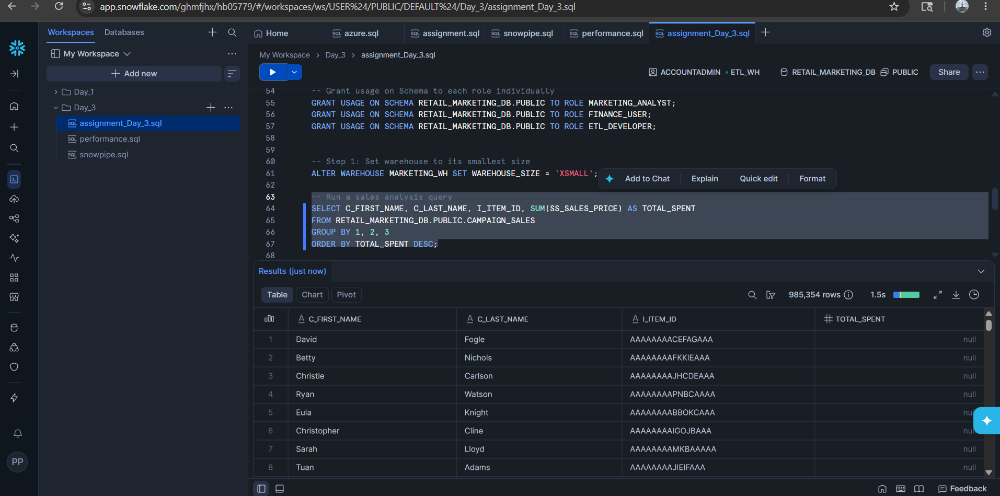 app.snowflake.com/ghmfjhx/hb05779/#/workspaces/ws/USER%24/PUBLIC/DEFAULT%24/Day_3/assignment_Day_3.sql
Workspaces Databases
Home
SQL azure.sql
SQL assignment.sql
SQL snowpipe.sql
SQL performance.sql
SQL assignment_Day_3.sql
My Workspace
Add new
Day_1
Day_3
SQL assignment_Day_3.sql
SQL performance.sql
SQL snowpipe.sql
PP
My Workspace > Day_3 > assignment_Day_3.sql
ACCOUNTADMIN • ETL_WH RETAIL_MARKETING_DB PUBLIC Share
54 -- Grant usage on Schema to each role individually
55 GRANT USAGE ON SCHEMA RETAIL_MARKETING_DB.PUBLIC TO ROLE MARKETING_ANALYST;
56 GRANT USAGE ON SCHEMA RETAIL_MARKETING_DB.PUBLIC TO ROLE FINANCE_USER;
57 GRANT USAGE ON SCHEMA RETAIL_MARKETING_DB.PUBLIC TO ROLE ETL_DEVELOPER;
58
59
60 -- Step 1: Set warehouse to its smallest size
61 ALTER WAREHOUSE MARKETING_WH SET WAREHOUSE_SIZE = 'XSMALL';
Add to Chat Explain Quick edit Format
62
63 -- Run a sales analysis query
64 SELECT C_FIRST_NAME, C_LAST_NAME, I_ITEM_ID, SUM(SS_SALES_PRICE) AS TOTAL_SPENT
65 FROM RETAIL_MARKETING_DB.PUBLIC.CAMPAIGN_SALES
66 GROUP BY 1, 2, 3
67 ORDER BY TOTAL_SPENT DESC;
68
Results (just now)
Table Chart Pivot
985,354 rows 1.5s
A C_FIRST_NAME A C_LAST_NAME A I_ITEM_ID # TOTAL_SPENT
1 David Fogle AAAAAAAACEFAGAAA null
2 Betty Nichols AAAAAAAAFKKIEAAA null
3 Christie Carlson AAAAAAAAJHCDEAAA null
4 Ryan Watson AAAAAAAAPNBCAAAA null
5 Eula Knight AAAAAAAABBOKCAAA nul
6 Christopher Cline AAAAAAAAIGOJBAAA nul
7 Sarah Lloyd AAAAAAAAMKBAAAAA null
8 Tuan Adams AAAAAAAAJIEIFAAA null
Feedback